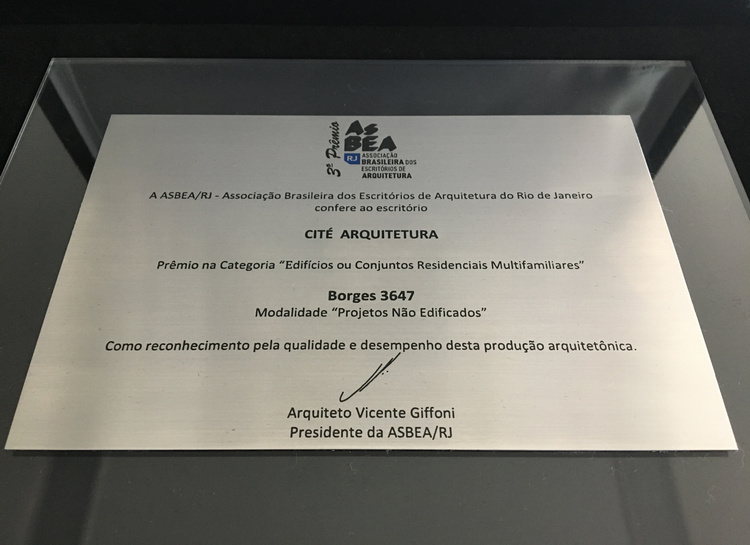 3º Prêmio
ASBEA
RJ
ASSOCIAÇÃO
BRASILEIRA DOS
ESCRITÓRIOS DE
ARQUITETURA
A ASBEA/RJ - Associação Brasileira dos Escritórios de Arquitetura do Rio de Janeiro
confere ao escritório
CITÉ ARQUITETURA
Prêmio na Categoria “Edifícios ou Conjuntos Residenciais Multifamiliares”
Borges 3647
Modalidade “Projetos Não Edificados”
Como reconhecimento pela qualidade e desempenho desta produção arquitetônica.
Arquiteto Vicente Giffoni
Presidente da ASBEA/RJ